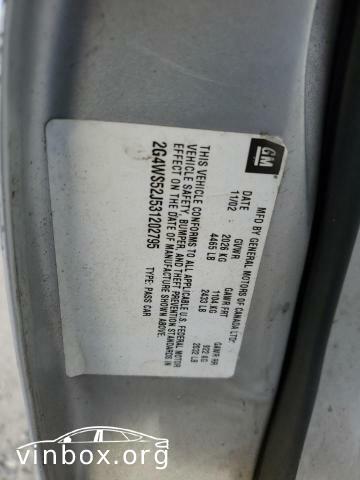 GM
MFD BY GENERAL MOTORS OF CANADA LTD
DATE GVWR GAWR FRT GAWR RR
11/02 2026 KG 1104 KG 922 KG
4465 LB 2433 LB 2032 LB
THIS VEHICLE CONFORMS TO ALL APPLICABLE U.S. FEDERAL MOTOR
VEHICLE SAFETY, BUMPER, AND THEFT PREVENTION STANDARDS IN
EFFECT ON THE DATE OF MANUFACTURE SHOWN ABOVE.
2G4WS52J531202795 TYPE: PASS CAR
vinbox.org